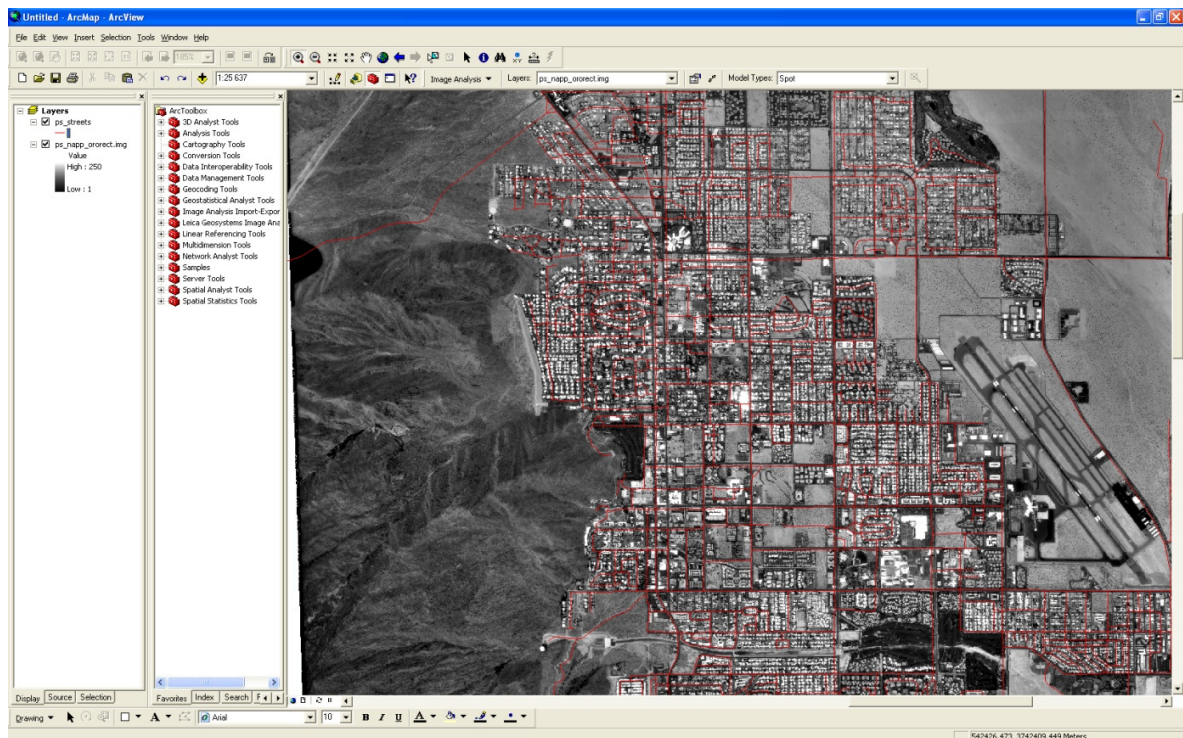 Untitled - ArcMap - ArcView
File Edit View Insert Selection Tools Window Help
185%
1:25 637 Image Analysis Layers: ps_napp_ororect.img Model Types: Spot
Layers
ps_streets
ps_napp_ororect.img
Value
High : 250
Low : 1
ArcToolbox
3D Analyst Tools
Analysis Tools
Cartography Tools
Conversion Tools
Data Interoperability Tools
Data Management Tools
Geocoding Tools
Geostatistical Analyst Tools
Image Analysis Import-Expor
Leica Geosystems Image Ana
Linear Referencing Tools
Multidimension Tools
Network Analyst Tools
Samples
Server Tools
Spatial Analyst Tools
Spatial Statistics Tools
Display Source Selection
Favorites Index Search
Drawing A Arial 10 B I U A
542426.473 3742409.449 Meters